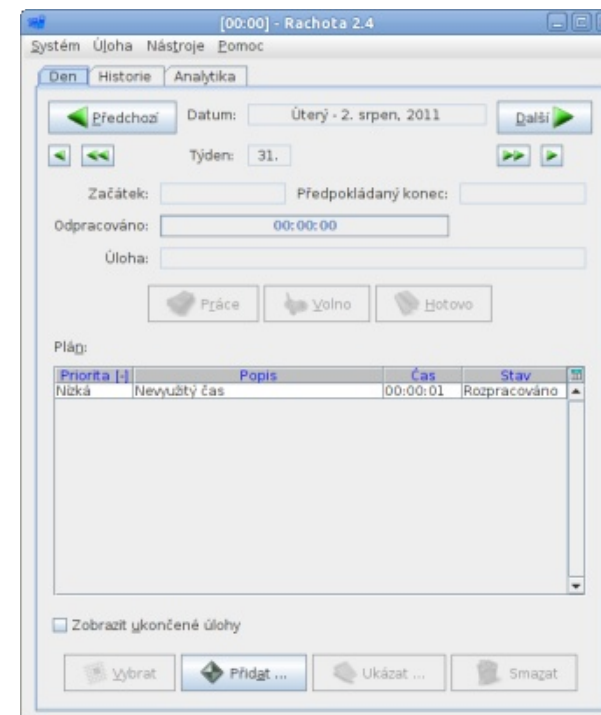 [00:00] - Rachota 2.4
Systém Úloha Nástroje Pomoc
Den Historie Analytika
Předchozí Datum: Úterý - 2. srpen, 2011 Další
Týden: 31.
Začátek: Předpokládaný konec:
Odpracováno: 00:00:00
Úloha:
Práce Volno Hotovo
Plán:
Priorita [-] Popis Čas Stav
Nízká Nevyužitý čas 00:00:01 Rozpracováno
Zobrazit ukončené úlohy
Vybrat Přidat ... Ukázat ... Smazat